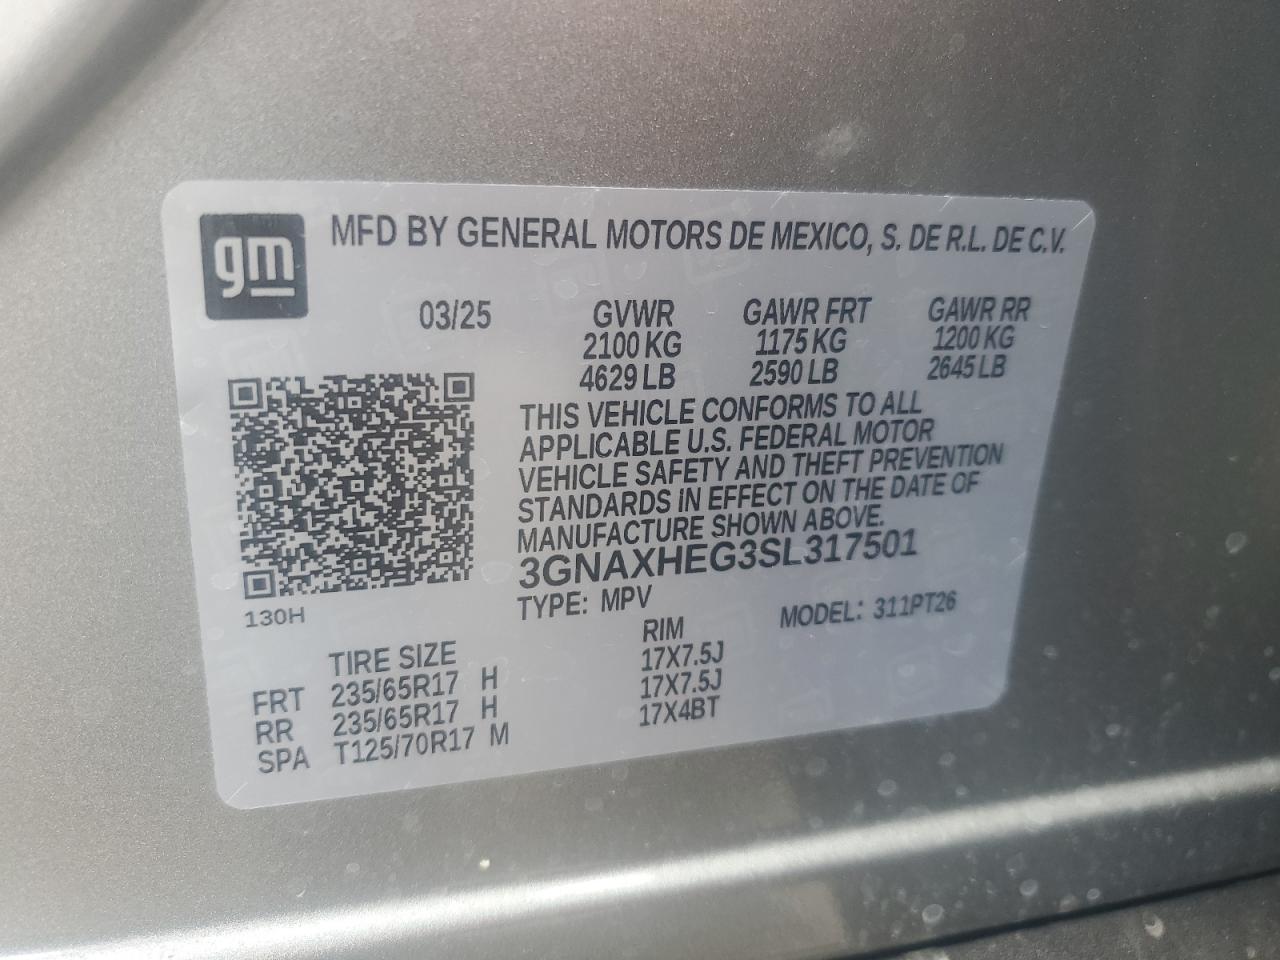 gm
MFD BY GENERAL MOTORS DE MEXICO, S. DE R.L. DE C.V.
03/25 GVWR GAWR FRT GAWR RR
2100 KG 1175 KG 1200 KG
4629 LB 2590 LB 2645 LB
THIS VEHICLE CONFORMS TO ALL
APPLICABLE U.S. FEDERAL MOTOR
VEHICLE SAFETY AND THEFT PREVENTION
STANDARDS IN EFFECT ON THE DATE OF
MANUFACTURE SHOWN ABOVE.
3GNAXHEG3SL317501
TYPE: MPV MODEL: 311PT26
130H
TIRE SIZE RIM
FRT 235/65R17 H 17X7.5J
RR 235/65R17 H 17X7.5J
SPA T125/70R17 M 17X4BT